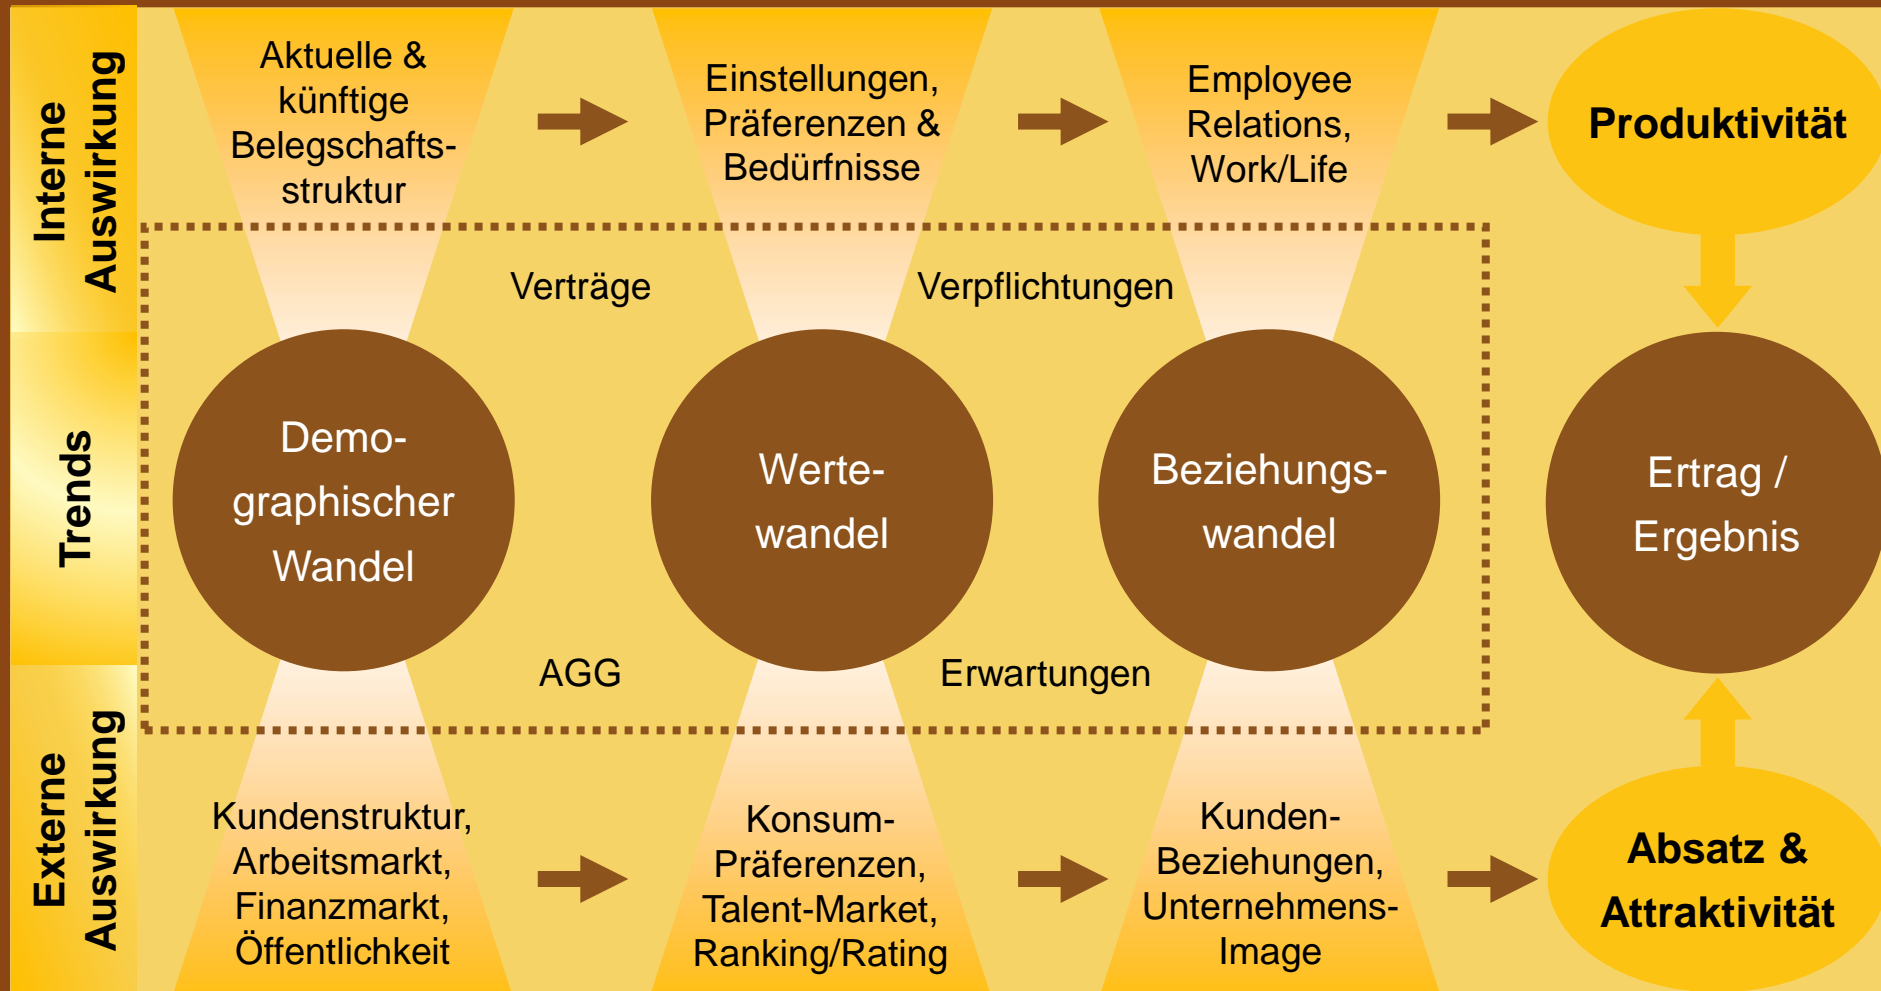 Interne
Auswirkung
Aktuelle &
künftige
Belegschafts-
struktur
Einstellungen,
Präferenzen &
Bedürfnisse
Employee
Relations,
Work/Life
Produktivität
Verträge
Verpflichtungen
Trends
Demo-
graphischer
Wandel
Werte-
wandel
Beziehungs-
wandel
Ertrag /
Ergebnis
AGG
Erwartungen
Externe
Auswirkung
Kundenstruktur,
Arbeitsmarkt,
Finanzmarkt,
Öffentlichkeit
Konsum-
Präferenzen,
Talent-Market,
Ranking/Rating
Kunden-
Beziehungen,
Unternehmens-
Image
Absatz &
Attraktivität